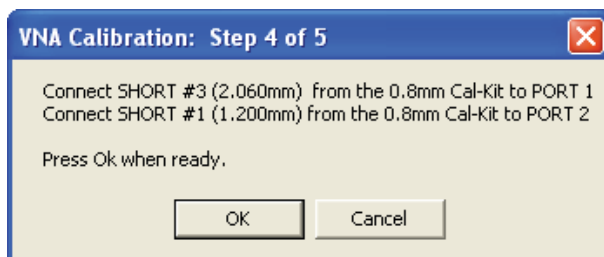 VNA Calibration: Step 4 of 5
Connect SHORT #3 (2.060mm) from the 0.8mm Cal-Kit to PORT 1
Connect SHORT #1 (1.200mm) from the 0.8mm Cal-Kit to PORT 2
Press Ok when ready.
OK
Cancel